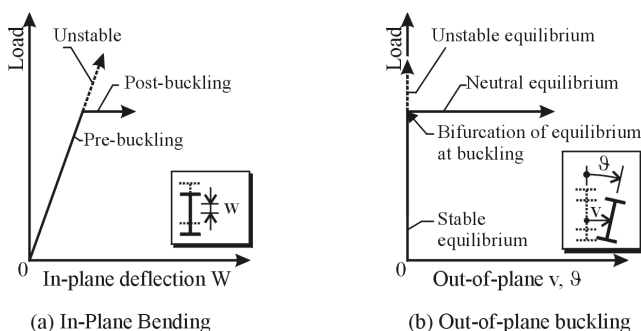 Load
Unstable
Post-buckling
Pre-buckling
W
0
In-plane deflection W
(a) In-Plane Bending
Load
Unstable equilibrium
Neutral equilibrium
Bifurcation of equilibrium
at buckling
ϑ
v
Stable
equilibrium
0
Out-of-plane v, ϑ
(b) Out-of-plane buckling